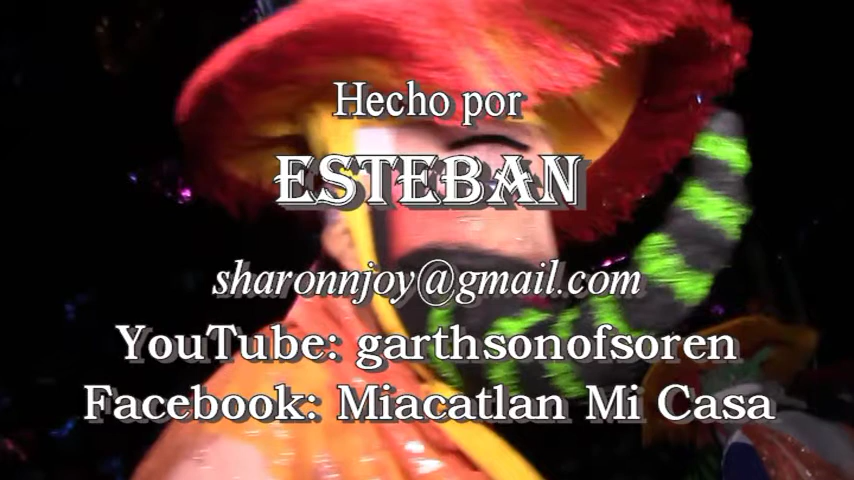 Hecho por
ESTEBAN
sharonnjoy@gmail.com
YouTube: garthsonofsoren
Facebook: Miacatlan Mi Casa